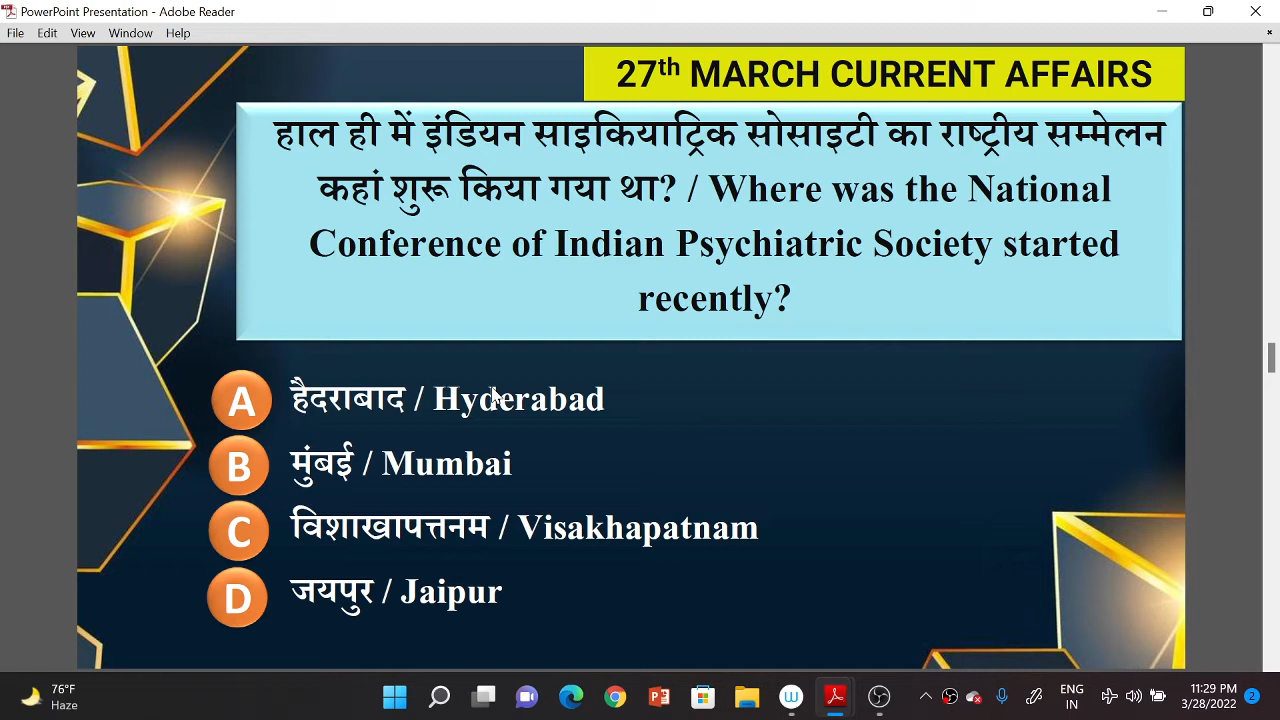 PowerPoint Presentation - Adobe Reader
File Edit View Window Help
27th MARCH CURRENT AFFAIRS
हाल ही में इंडियन साइकियाट्रिक सोसाइटी का राष्ट्रीय सम्मेलन
कहां शुरू किया गया था? / Where was the National
Conference of Indian Psychiatric Society started
recently?
A हैदराबाद / Hyderabad
B मुंबई / Mumbai
C विशाखापत्तनम / Visakhapatnam
D जयपुर / Jaipur
76°F
Haze
ENG
IN
11:29 PM
3/28/2022
2